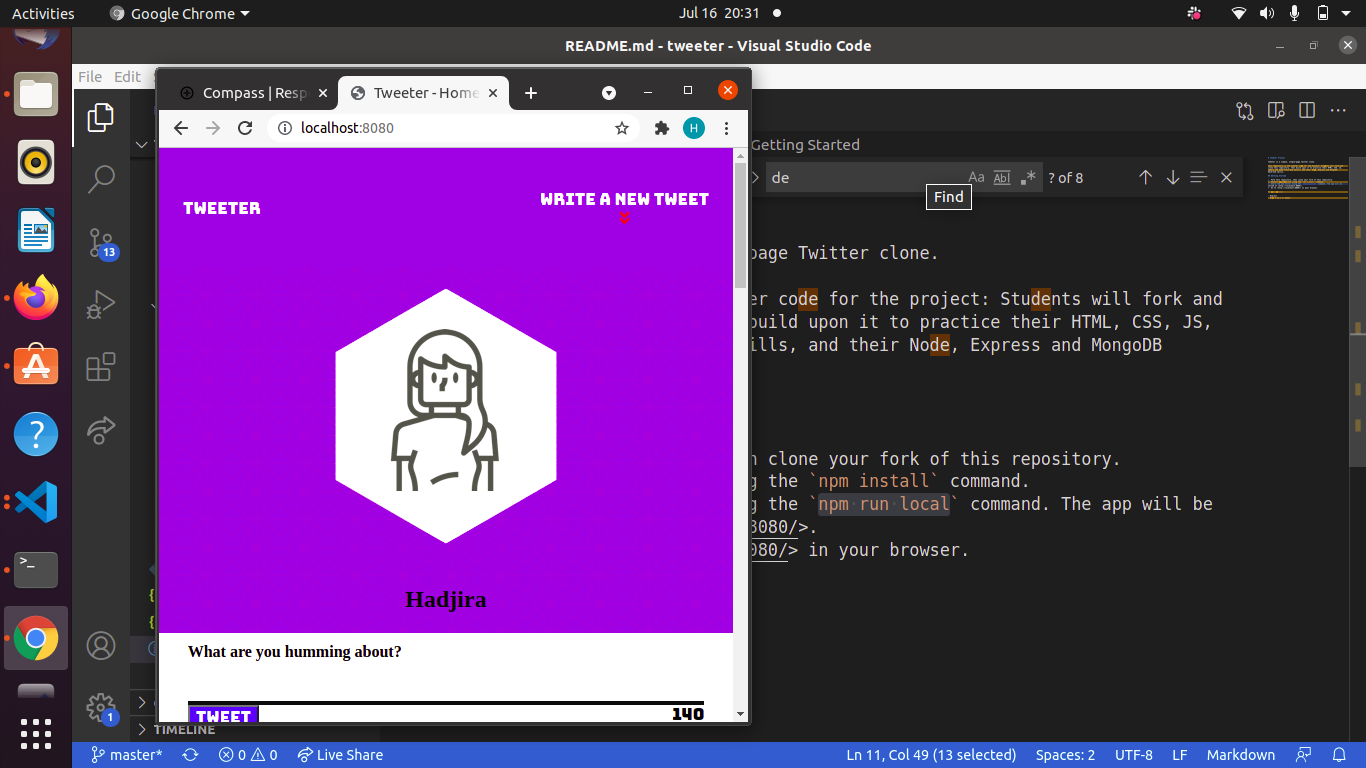 Activities
Google Chrome
Jul 16 20:31
README.md - tweeter - Visual Studio Code
File Edit
Compass | Resp
Tweeter - Home
localhost:8080
H
Getting Started
de
Aa Abl .*
? of 8
Find
TWEETER
WRITE A NEW TWEET
page Twitter clone.
er code for the project: Students will fork and
build upon it to practice their HTML, CSS, JS,
ills, and their Node, Express and MongoDB
n clone your fork of this repository.
g the `npm install` command.
g the `npm run local` command. The app will be
8080/>.
080/> in your browser.
13
Hadjira
What are you humming about?
TWEET
140
1
TIMELINE
master*
0 0
Live Share
Ln 11, Col 49 (13 selected)
Spaces: 2
UTF-8
LF
Markdown